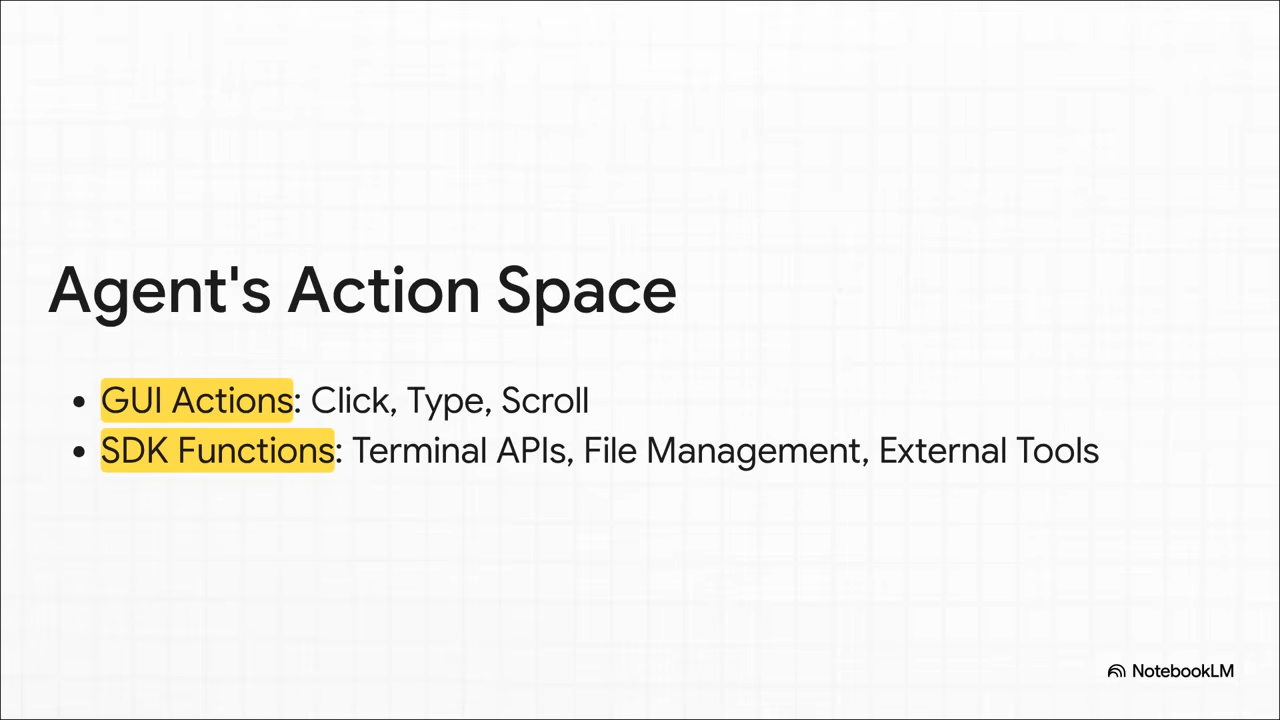 Agent's Action Space
• GUI Actions: Click, Type, Scroll
• SDK Functions: Terminal APIs, File Management, External Tools
NotebookLM